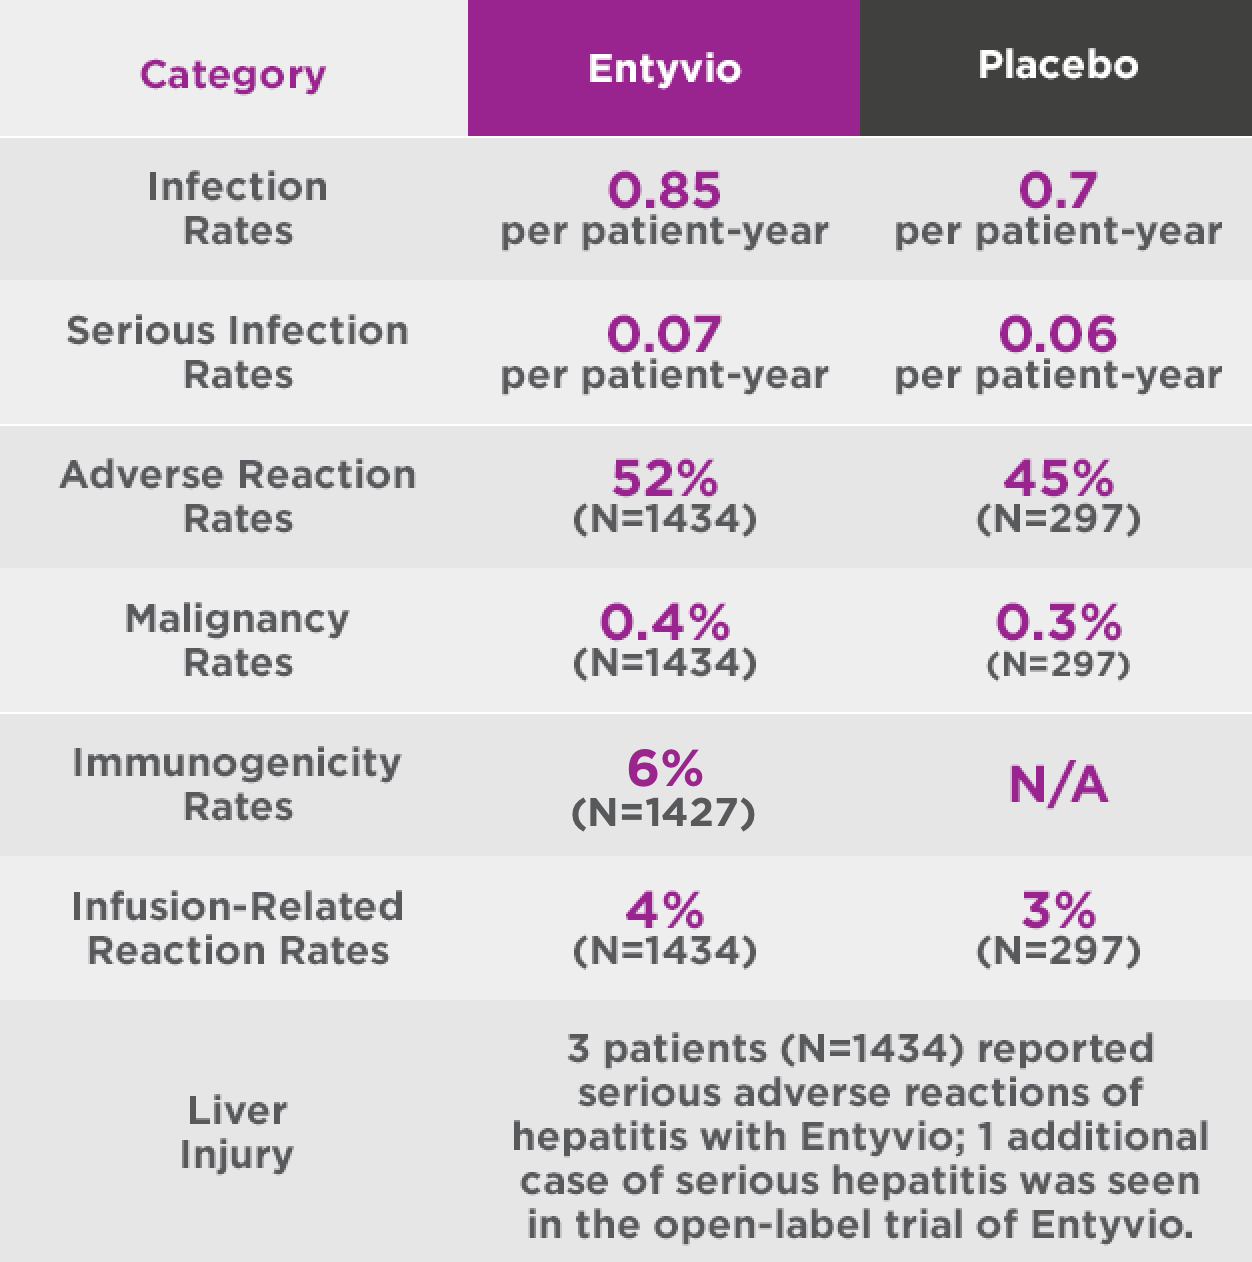 Category
Entyvio
Placebo
Infection
Rates
0.85
per patient-year
0.7
per patient-year
Serious Infection
Rates
0.07
per patient-year
0.06
per patient-year
Adverse Reaction
Rates
52%
(N=1434)
45%
(N=297)
Malignancy
Rates
0.4%
(N=1434)
0.3%
(N=297)
Immunogenicity
Rates
6%
(N=1427)
N/A
Infusion-Related
Reaction Rates
4%
(N=1434)
3%
(N=297)
Liver
Injury
3 patients (N=1434) reported
serious adverse reactions of
hepatitis with Entyvio; 1 additional
case of serious hepatitis was seen
in the open-label trial of Entyvio.